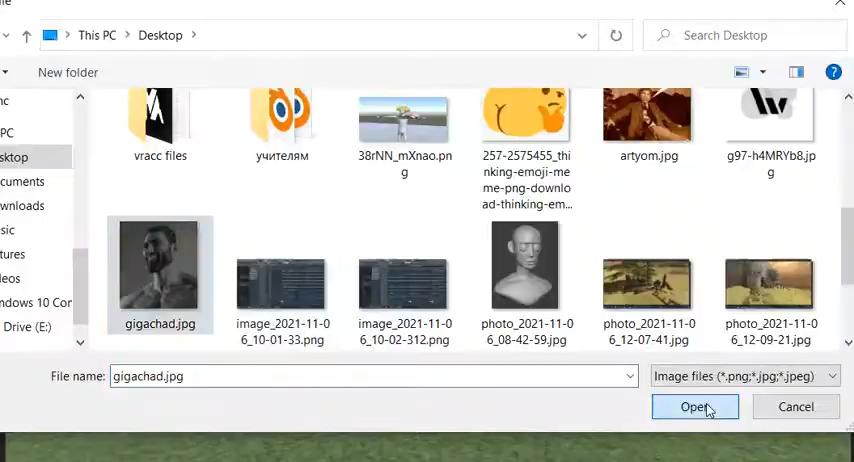 This PC
Desktop
Search Desktop
New folder
PC
sktop
cuments
wnloads
sic
tures
deos
ndows 10 Cor
Drive (E:)
vracc files
учителям
38rNN_mXnao.pn
g
257-2575455_thi
nking-emoji-me
me-png-downlo
ad-thinking-em...
artyom.jpg
g97-h4MRYb8.jp
g
gigachad.jpg
image_2021-11-0
6_10-01-33.png
image_2021-11-0
6_10-02-312.png
photo_2021-11-0
6_08-42-59.jpg
photo_2021-11-0
6_12-07-41.jpg
photo_2021-11-0
6_12-09-21.jpg
File name:
gigachad.jpg
Image files (*.png;*.jpg;*.jpeg)
Open
Cancel